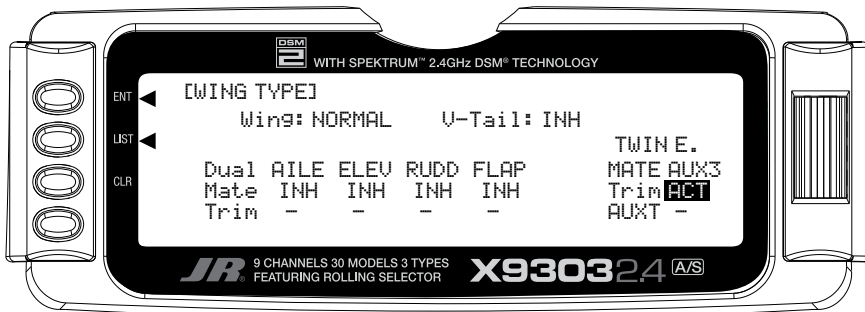 DSM
2 WITH SPEKTRUM™ 2.4GHz DSM® TECHNOLOGY
ENT
LIST
CLR
[WING TYPE]
Wing: NORMAL V-Tail: INH
TWIN E.
Dual AILE ELEV RUDD FLAP MATE AUX3
Mate INH INH INH INH Trim ACT
Trim – – – – AUXT –
JR® 9 CHANNELS 30 MODELS 3 TYPES
FEATURING ROLLING SELECTOR
X9303 2.4 A/S